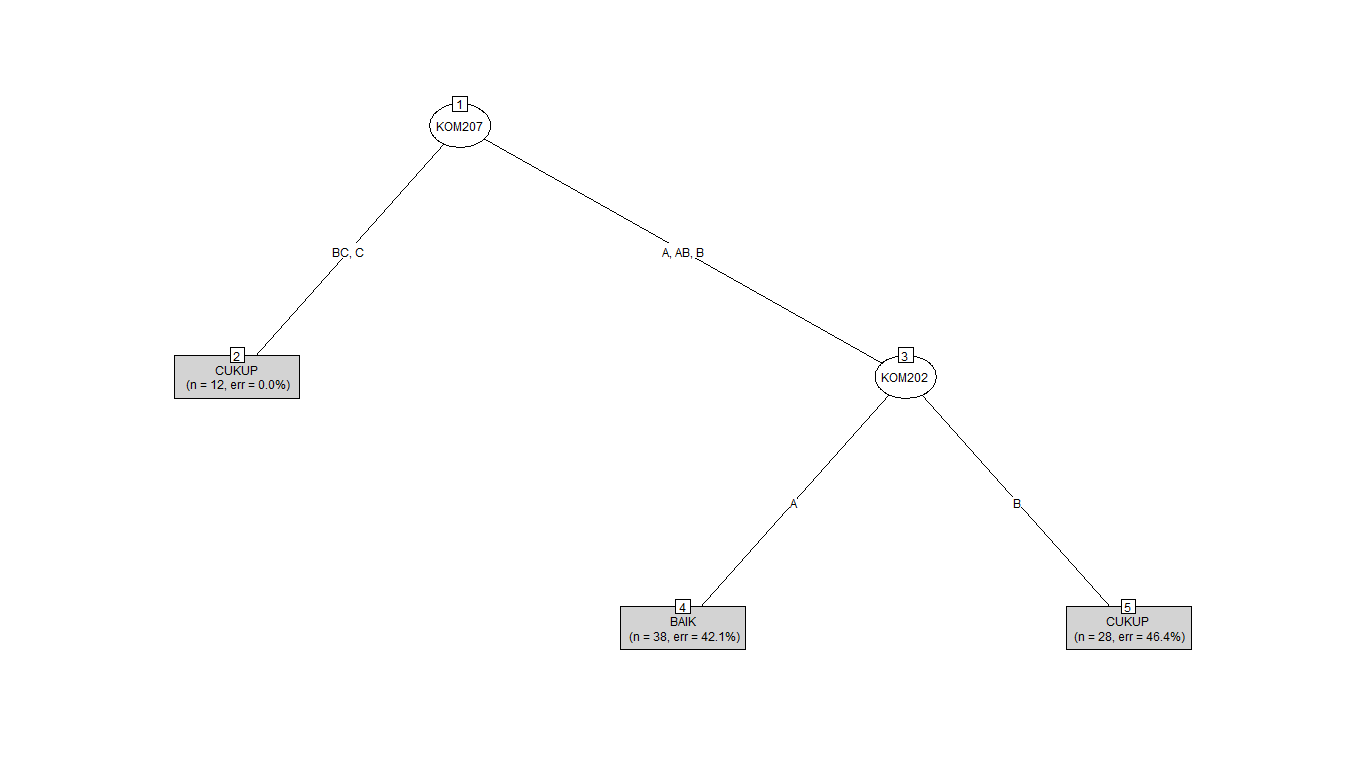 1
KOM207
BC, C
A, AB, B
2
CUKUP
(n = 12, err = 0.0%)
3
KOM202
A
B
4
BAIK
(n = 38, err = 42.1%)
5
CUKUP
(n = 28, err = 46.4%)